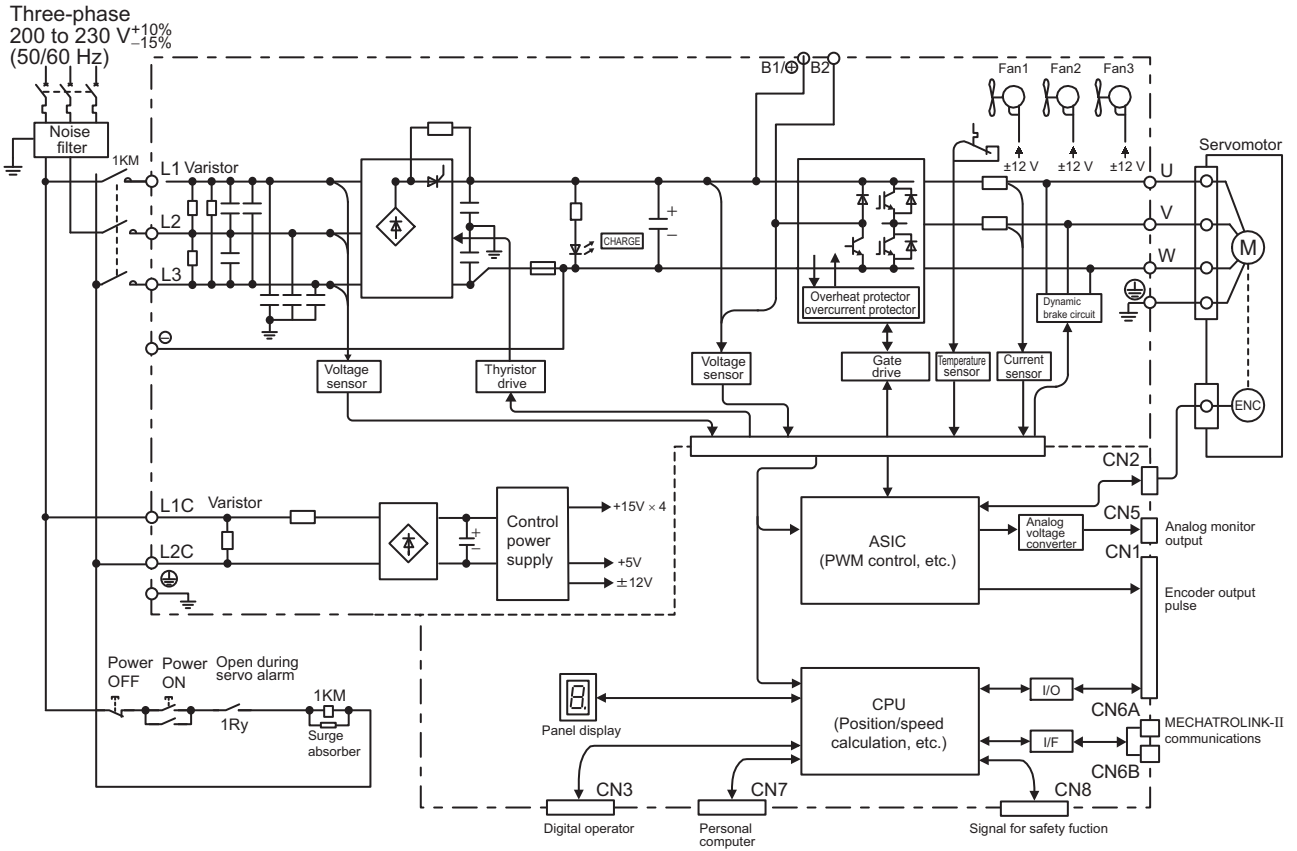 Three-phase
200 to 230 V +10%
−15%
(50/60 Hz)
B1/⊕ B2
Fan1 Fan2 Fan3
±12 V ±12 V ±12 V
Noise
filter
1KM
L1 Varistor
L2
L3
⊖
CHARGE
+
−
Overheat protector
overcurrent protector
U
V
W
Servomotor
M
ENC
Dynamic
brake circuit
Voltage
sensor
Thyristor
drive
Voltage
sensor
Gate
drive
Temperature
sensor
Current
sensor
CN2
L1C Varistor
L2C
+
−
Control
power
supply
+15V × 4
+5V
±12V
ASIC
(PWM control, etc.)
Analog
voltage
converter
CN5
Analog monitor
output
CN1
Encoder output
pulse
Power
OFF
Power
ON
Open during
servo alarm
1Ry
1KM
Surge
absorber
8.
Panel display
CPU
(Position/speed
calculation, etc.)
I/O
I/F
CN6A
CN6B
MECHATROLINK-II
communications
CN3
CN7
CN8
Digital operator
Personal
computer
Signal for safety fuction